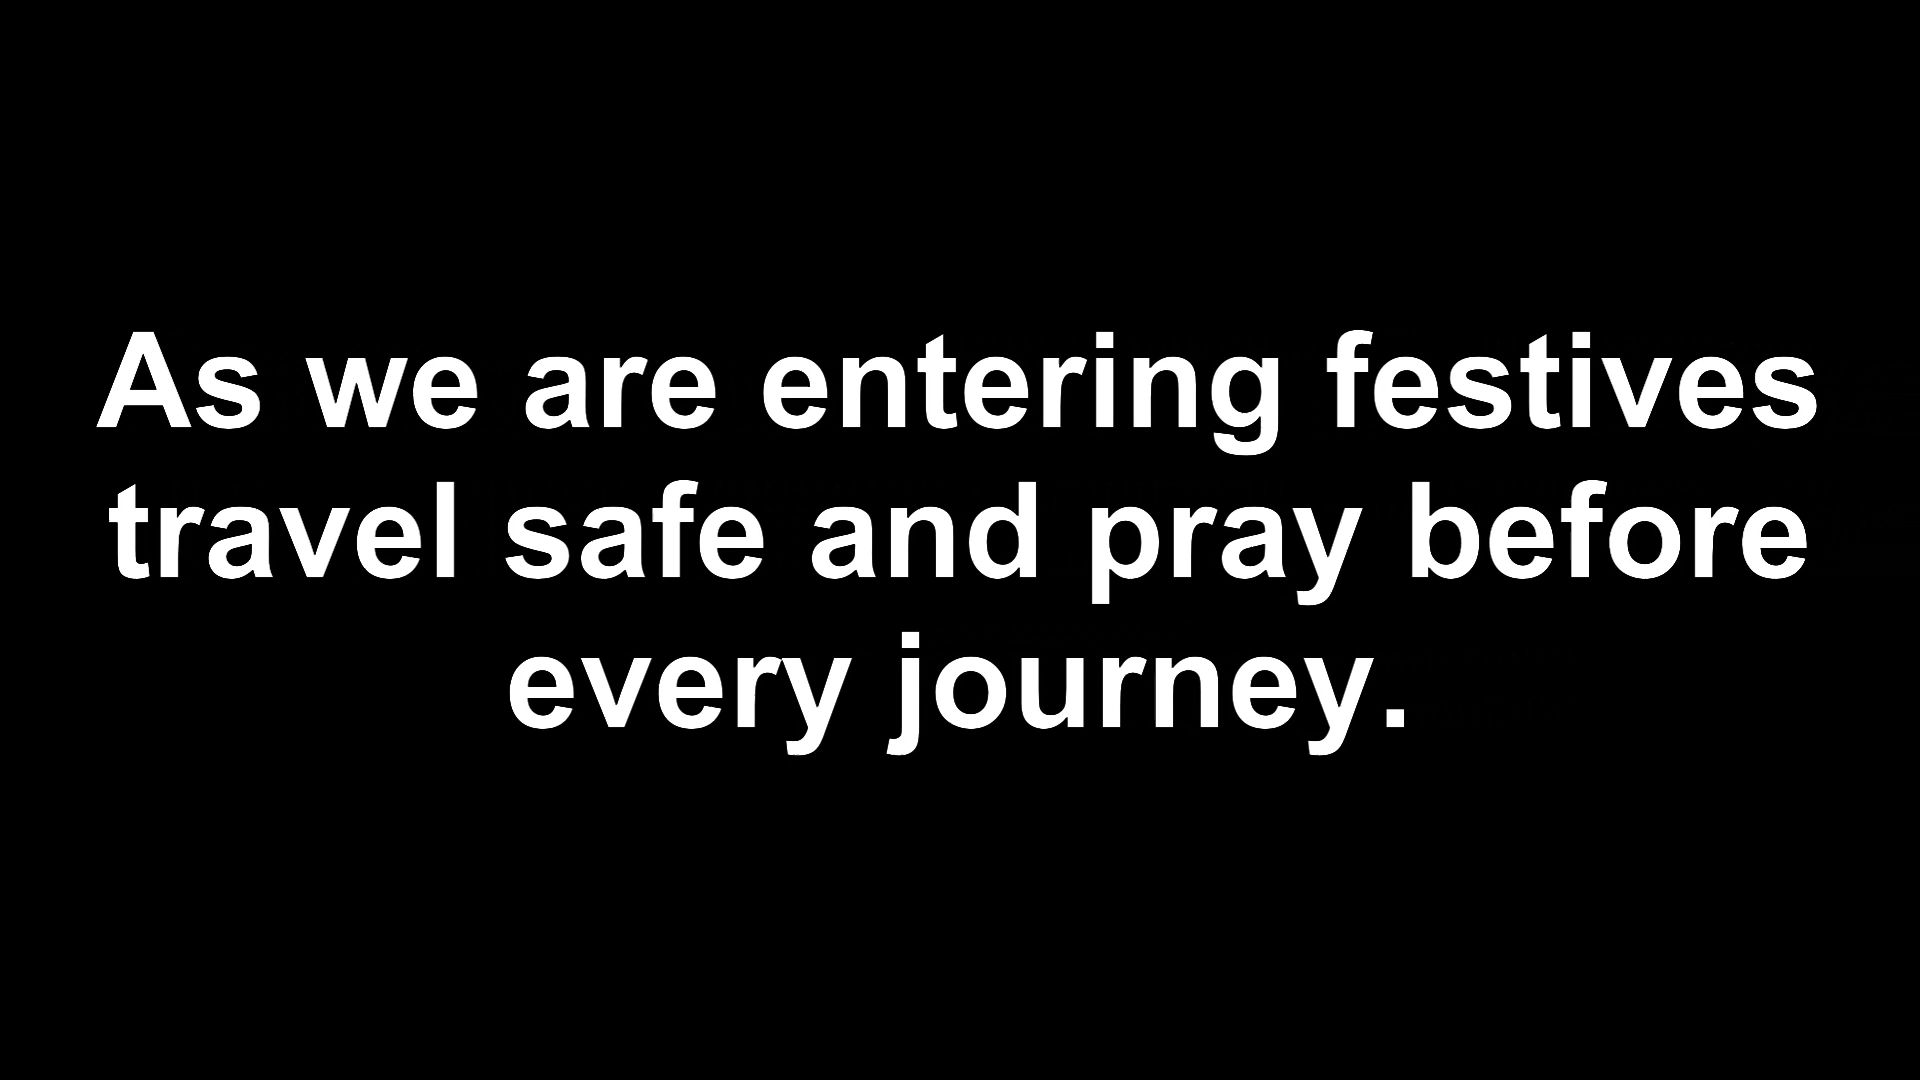 As we are entering festives
travel safe and pray before
every journey.